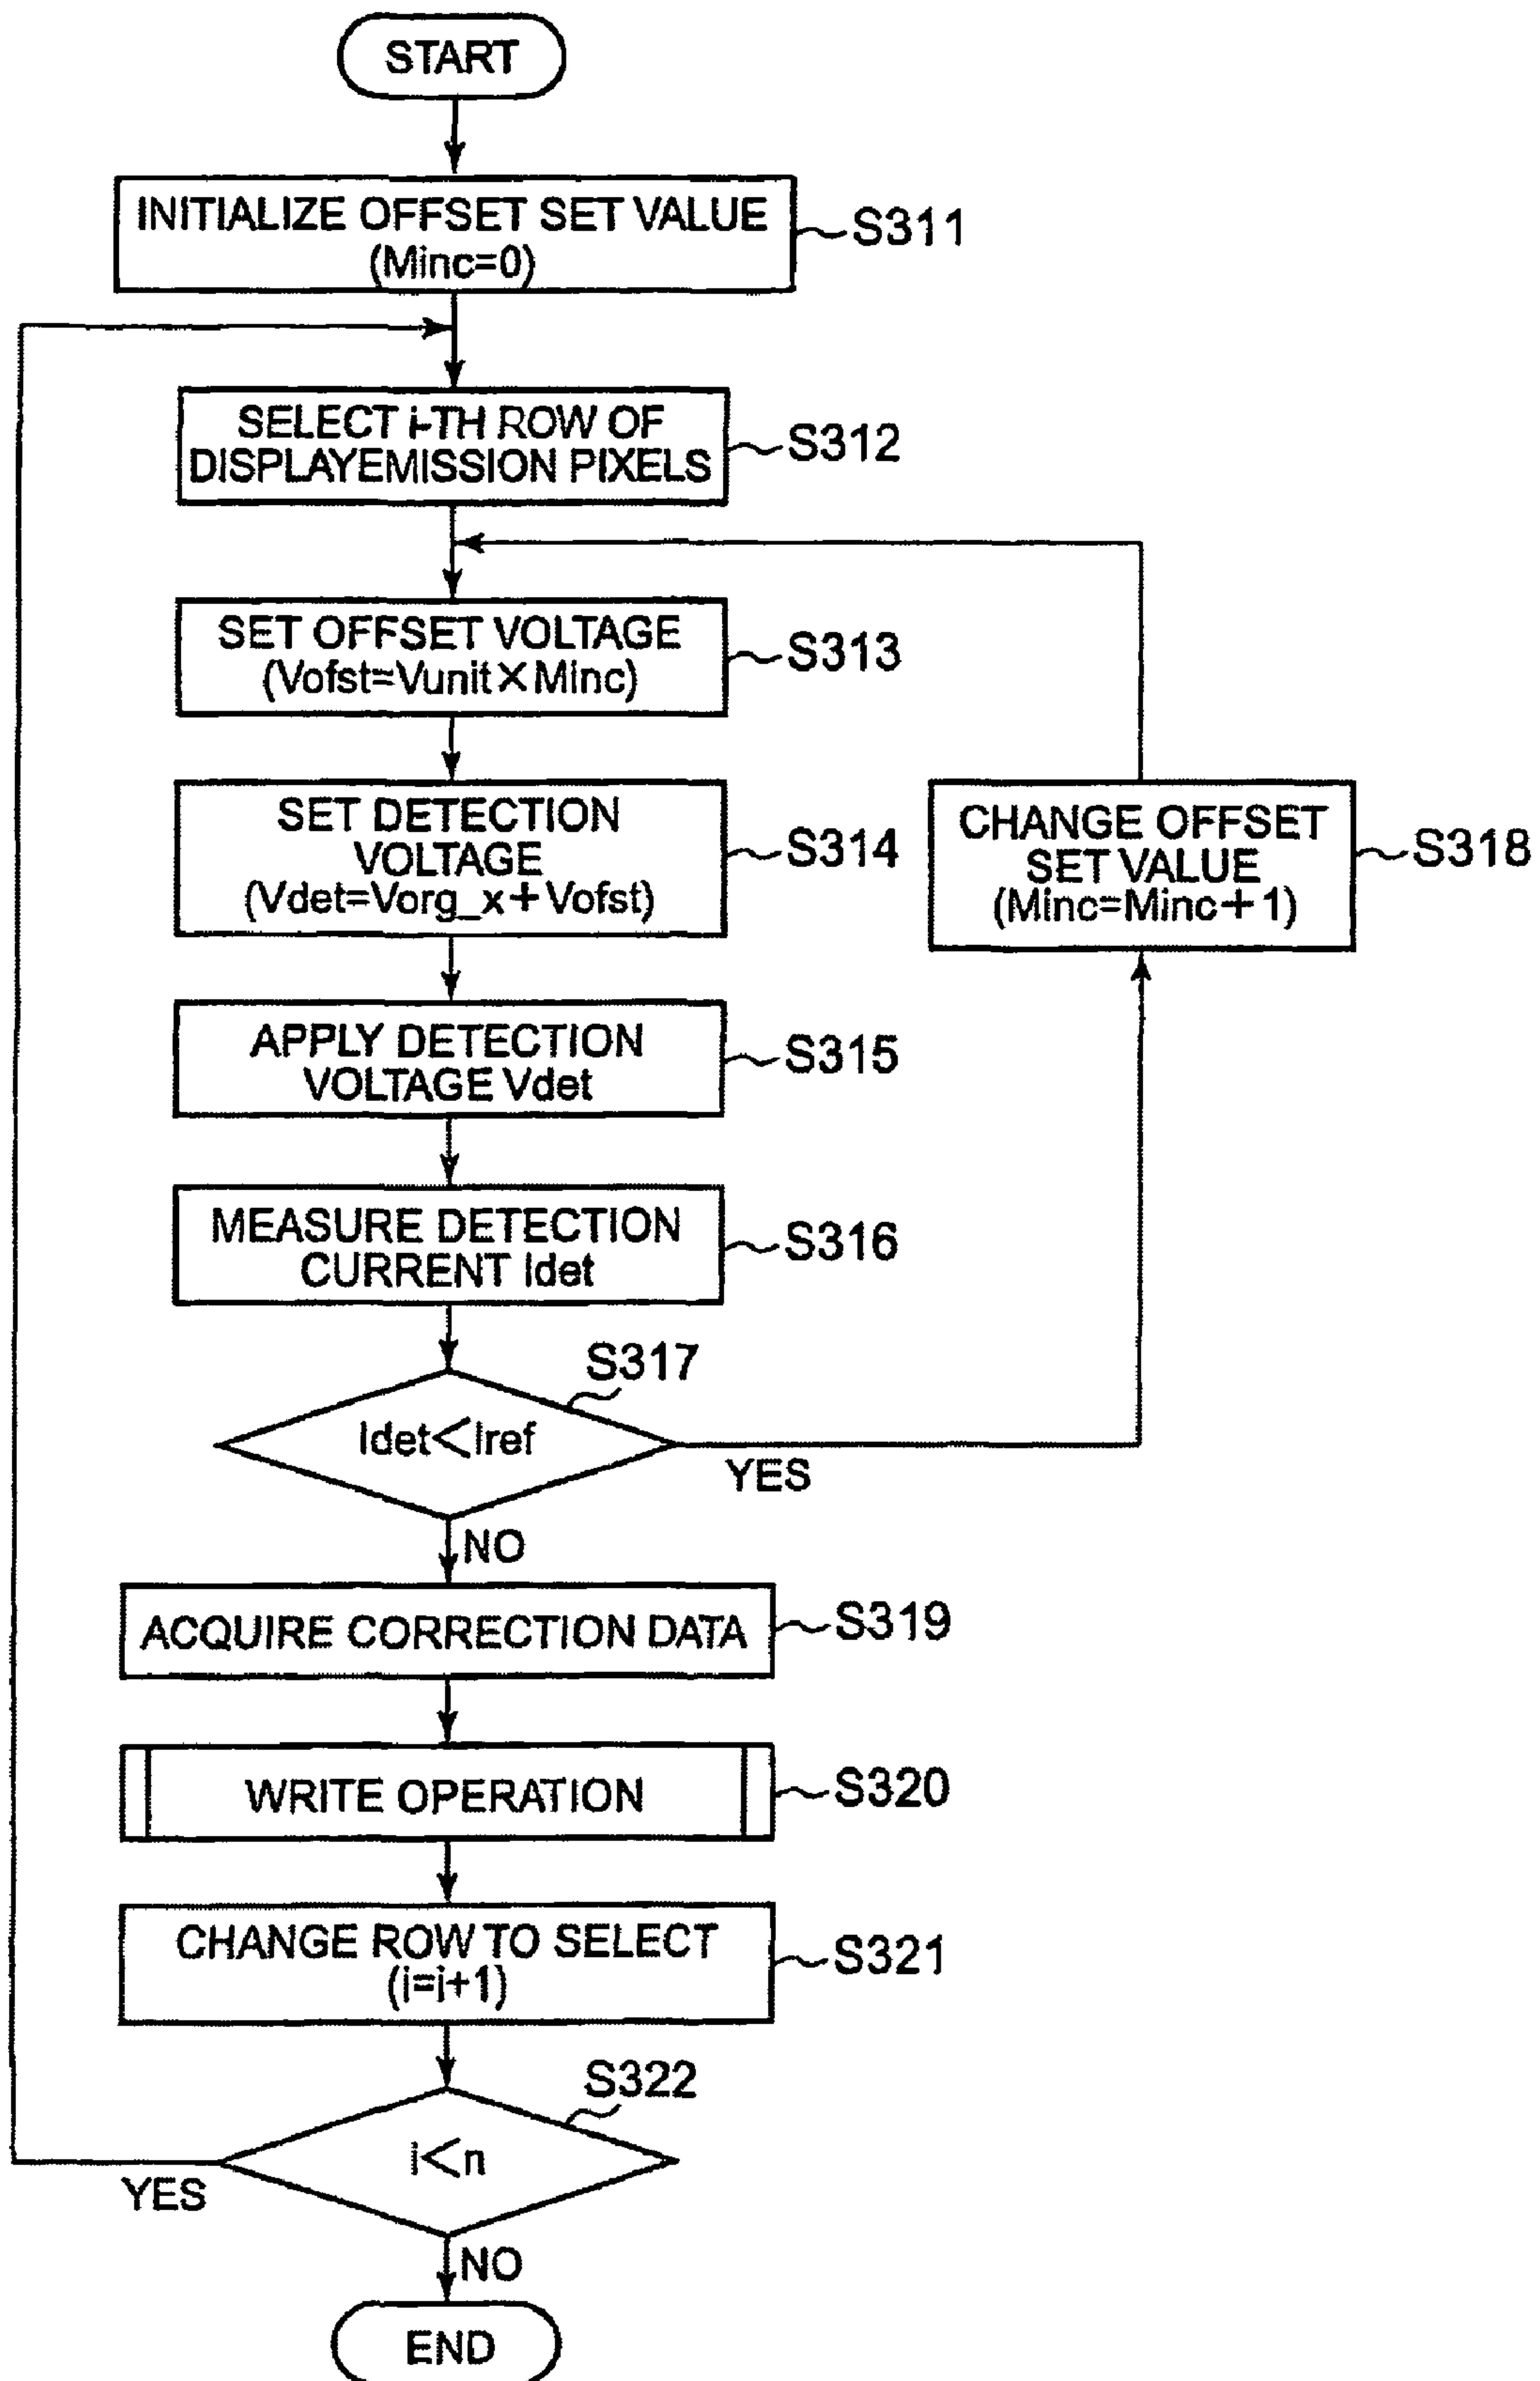 START
INITIALIZE OFFSET SET VALUE
(Minc=0)
S311
SELECT i-TH ROW OF
DISPLAYEMISSION PIXELS
S312
SET OFFSET VOLTAGE
(Vofst=Vunit×Minc)
S313
SET DETECTION
VOLTAGE
(Vdet=Vorg_x+Vofst)
S314
CHANGE OFFSET
SET VALUE
(Minc=Minc+1)
S318
APPLY DETECTION
VOLTAGE Vdet
S315
MEASURE DETECTION
CURRENT Idet
S316
S317
Idet<Iref
YES
NO
ACQUIRE CORRECTION DATA
S319
WRITE OPERATION
S320
CHANGE ROW TO SELECT
(i=i+1)
S321
S322
i<n
YES
NO
END